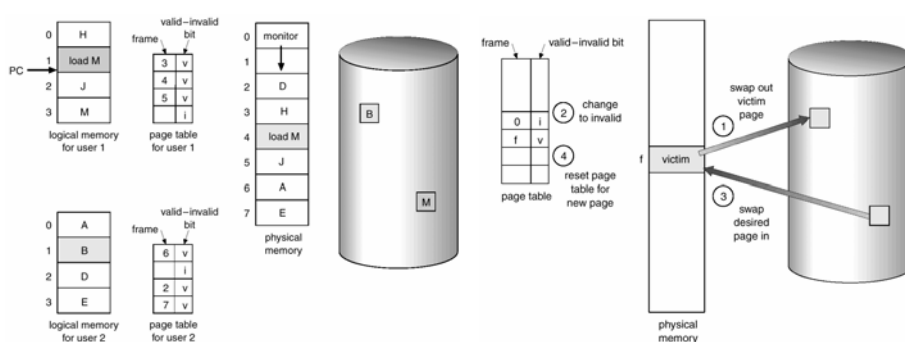 valid–invalid
frame bit
0 H
1 load M
PC
2 J
3 M
3 v
4 v
5 v
i
logical memory
for user 1
page table
for user 1
valid–invalid
frame bit
0 A
1 B
2 D
3 E
6 v
i
2 v
7 v
logical memory
for user 2
page table
for user 2
0 monitor
1
2 D
3 H
4 load M
5 J
6 A
7 E
physical
memory
B
M
frame valid–invalid bit
0 i
f v
page table
2 change
to invalid
4 reset page
table for
new page
f victim
physical
memory
1 swap out
victim
page
3 swap
desired
page in